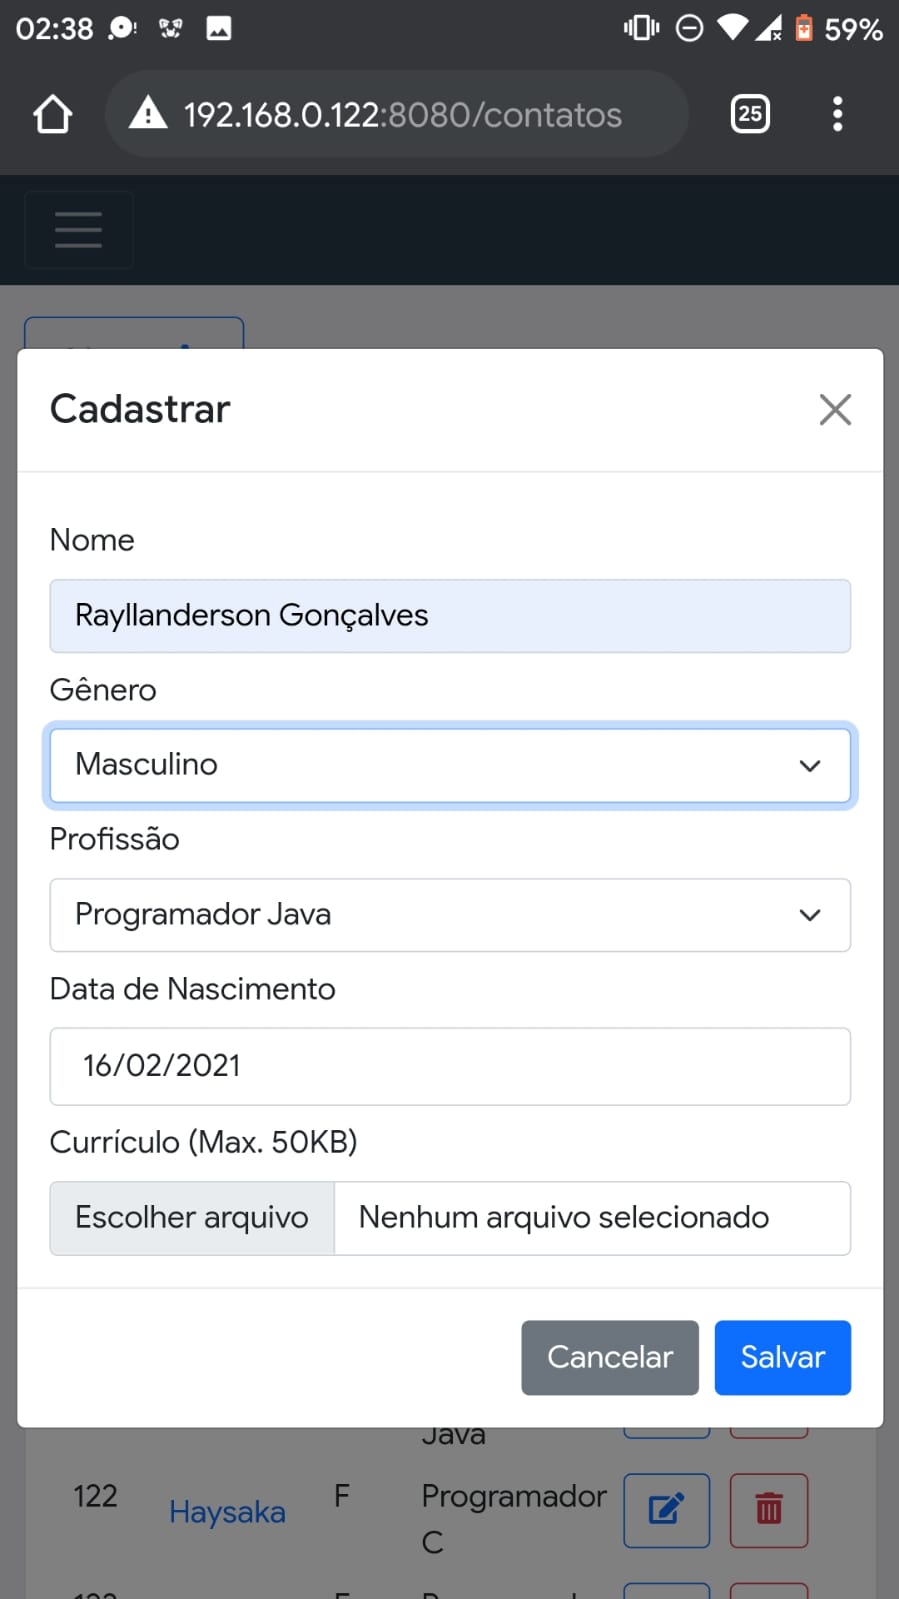 02:38 59%
192.168.0.122:8080/contatos 25
Cadastrar
Nome
Rayllanderson Gonçalves
Gênero
Masculino
Profissão
Programador Java
Data de Nascimento
16/02/2021
Currículo (Max. 50KB)
Escolher arquivo Nenhum arquivo selecionado
Cancelar Salvar
Java
122 Haysaka F Programador
C